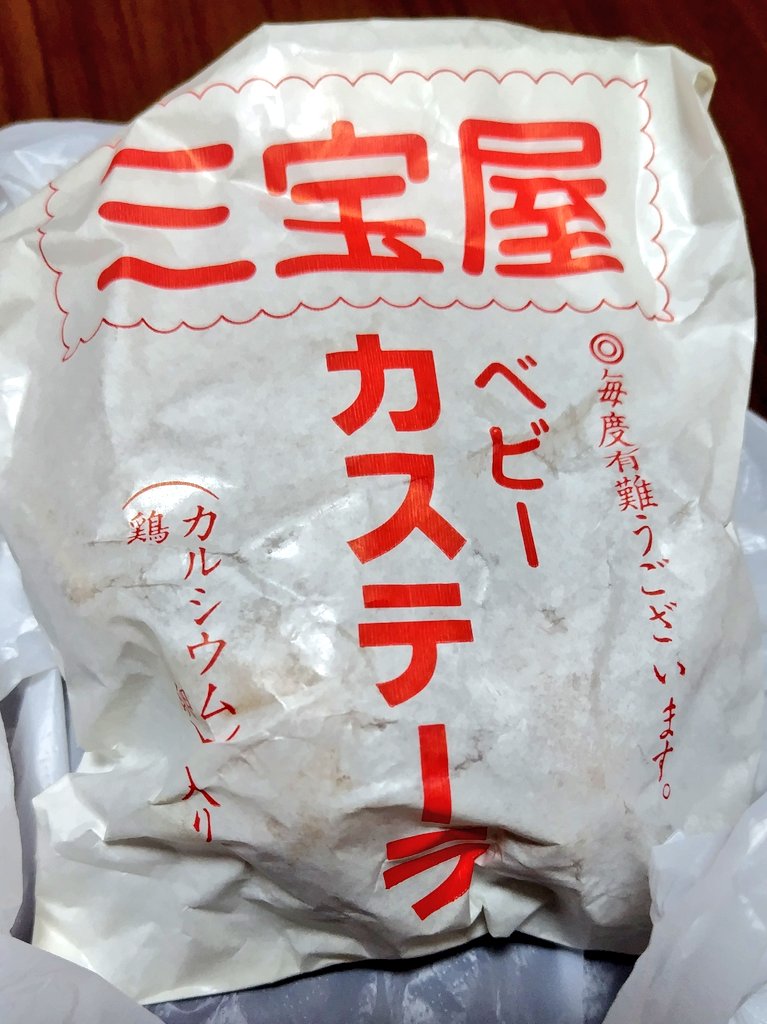 三宝屋
◎毎度有難うございます。
ベビー
カステーラ
カルシウム
鶏
入り